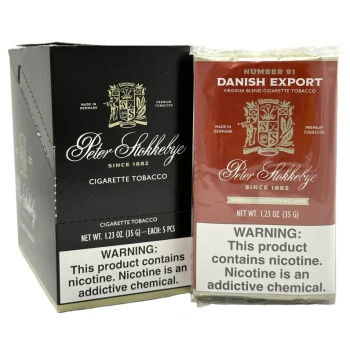 MADE IN
DENMARK
PREMIUM
TOBACCOS
Peter Stokkebye
SINCE 1882
CIGARETTE TOBACCO
CIGARETTE TOBACCO
NET WT. 1.23 OZ. (35 G) — EACH: 5 PCS
WARNING:
This product
contains nicotine.
Nicotine is an
addictive chemical.
NUMBER 91
DANISH EXPORT
VIRGINIA BLEND CIGARETTE TOBACCO
MADE IN
DENMARK
PREMIUM
TOBACCOS
Peter Stokkebye
SINCE 1882
NET WT. 1.23 OZ. (35 G)
WARNING:
This product
contains nicotine.
Nicotine is an
addictive chemical.